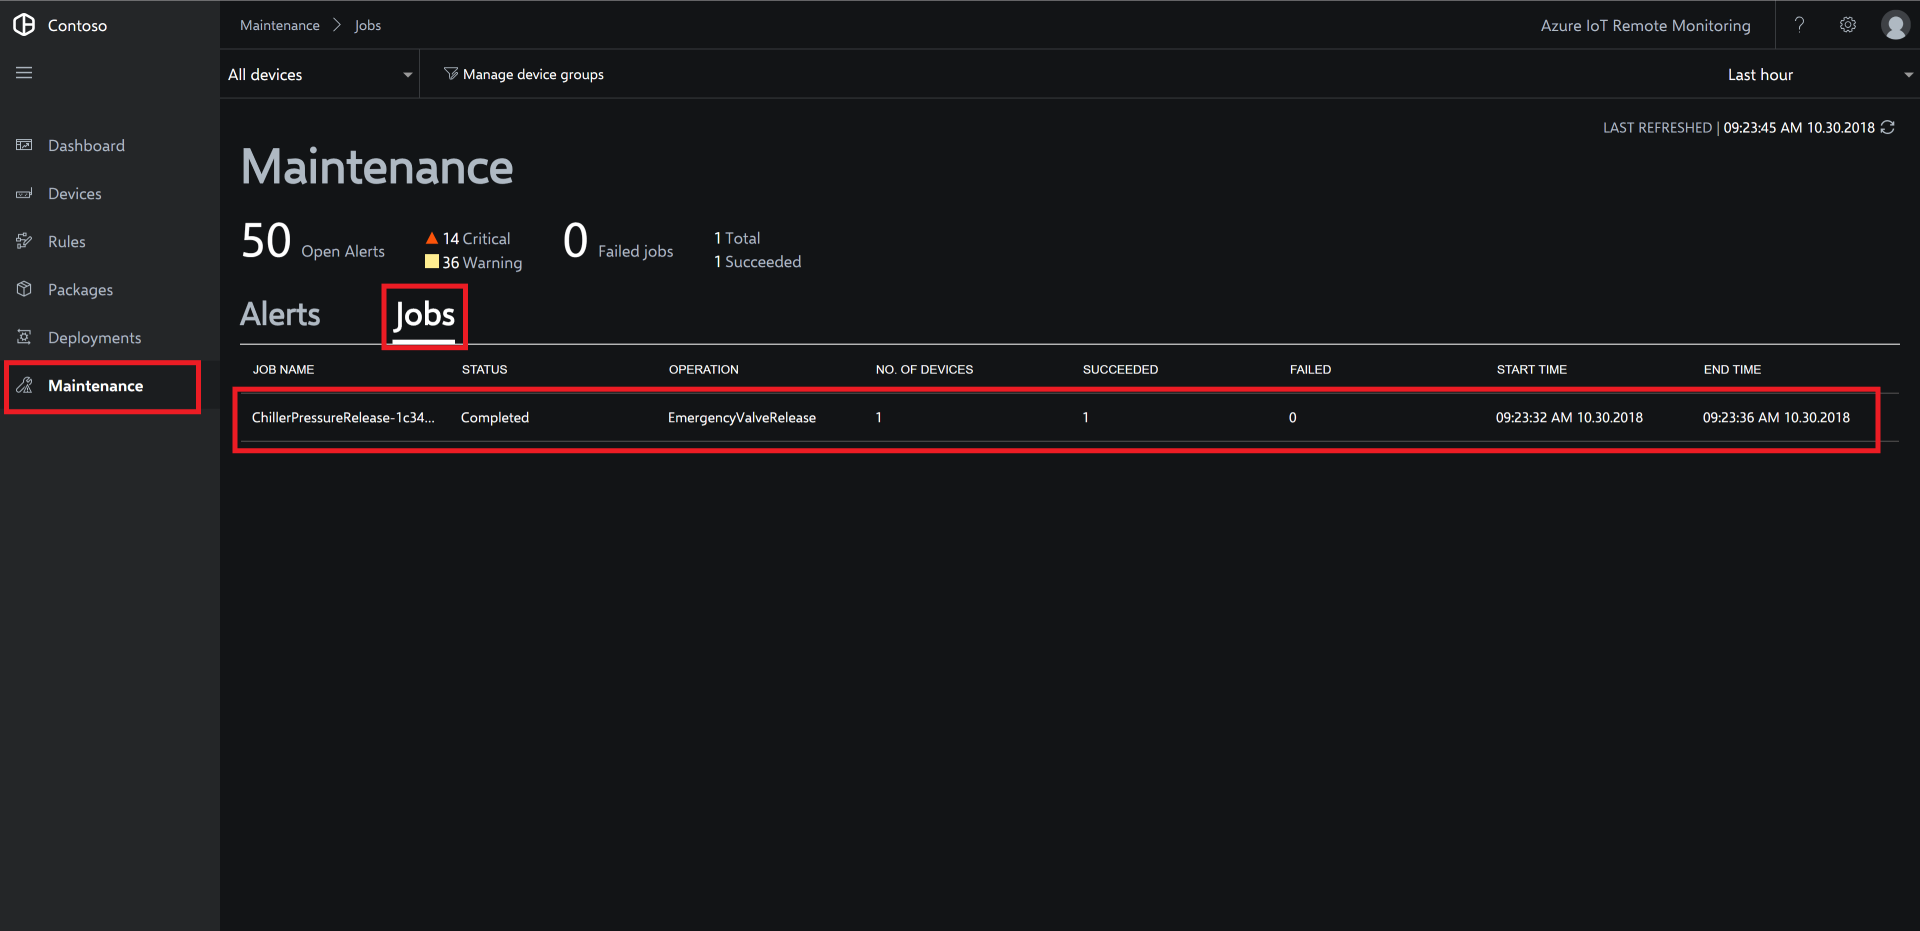 Contoso
Maintenance > Jobs
Azure IoT Remote Monitoring
?
All devices
Manage device groups
Last hour
Dashboard
Devices
Rules
Packages
Deployments
Maintenance
LAST REFRESHED | 09:23:45 AM 10.30.2018
Maintenance
50 Open Alerts
14 Critical
36 Warning
0 Failed jobs
1 Total
1 Succeeded
Alerts
Jobs
JOB NAME STATUS OPERATION NO. OF DEVICES SUCCEEDED FAILED START TIME END TIME
ChillerPressureRelease-1c34... Completed EmergencyValveRelease 1 1 0 09:23:32 AM 10.30.2018 09:23:36 AM 10.30.2018